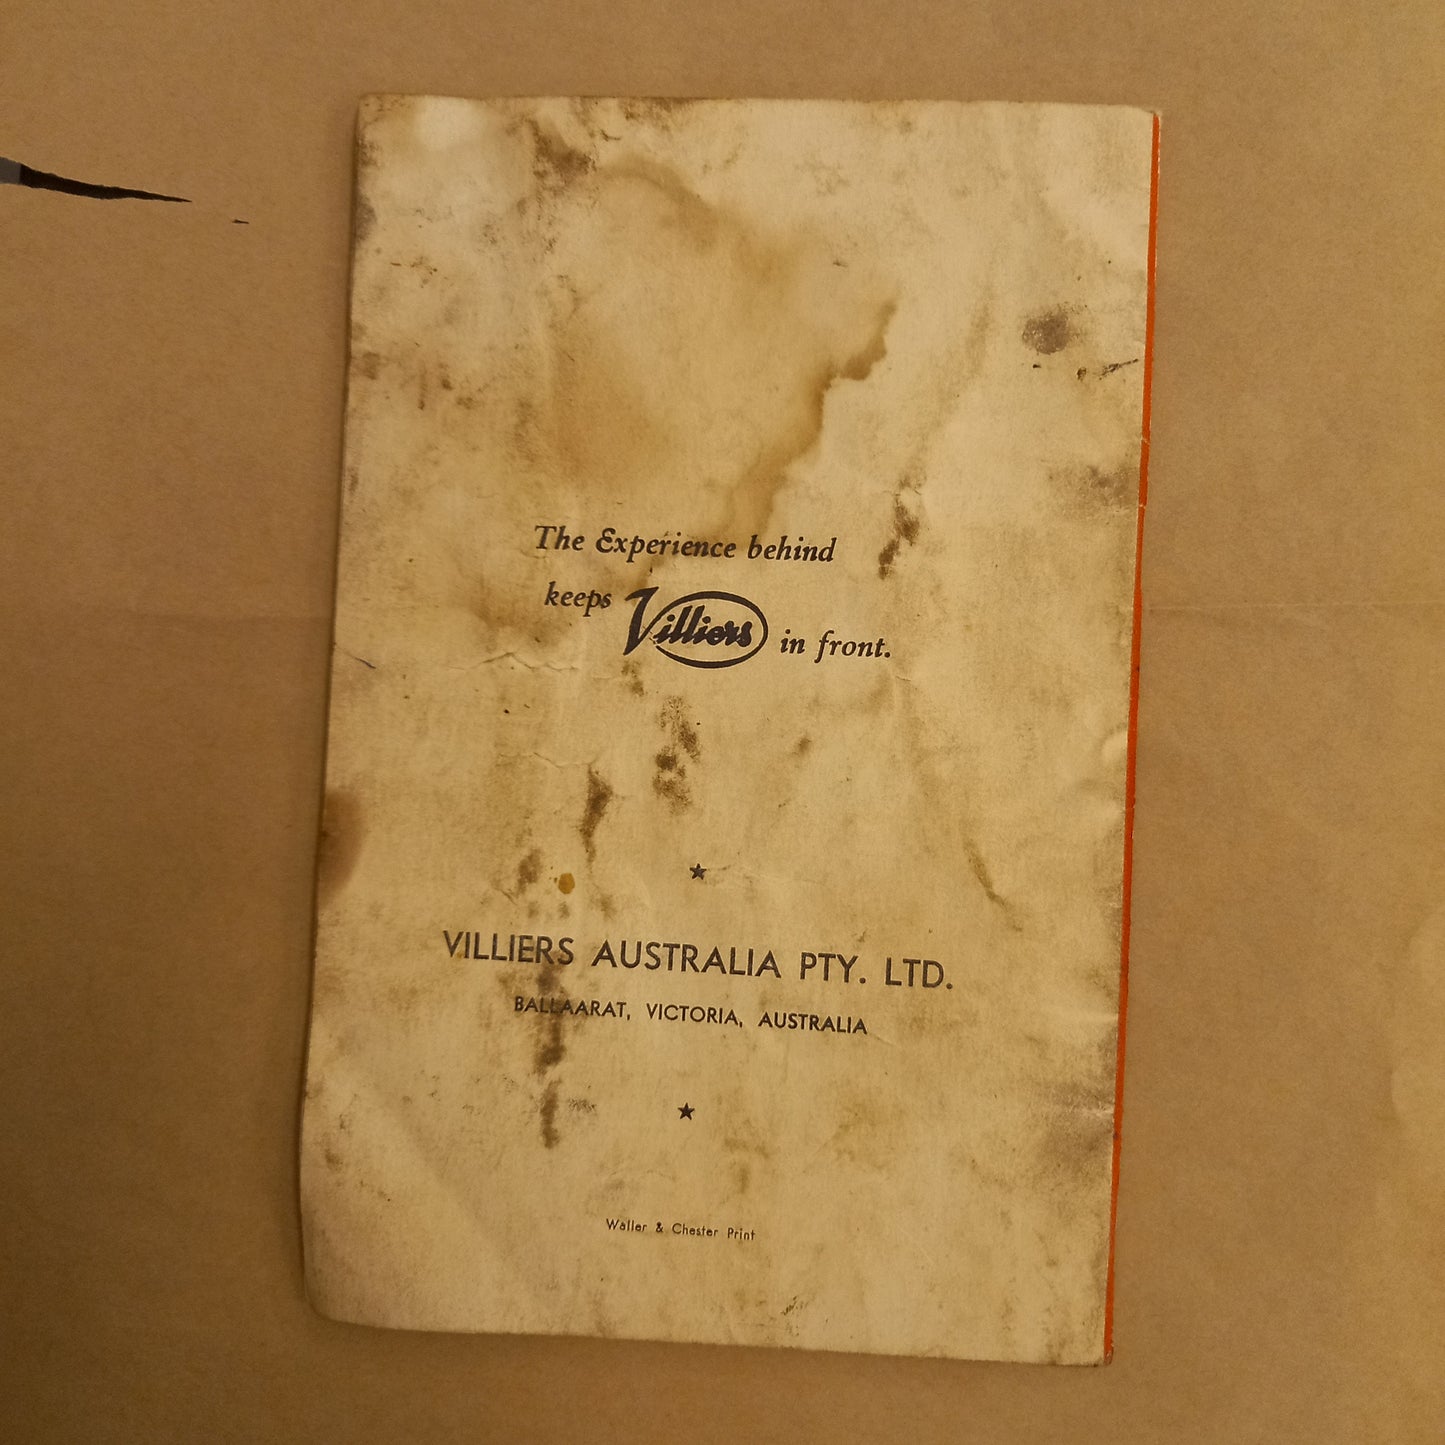 The Experience behind
keeps Villiers in front.
★
VILLIERS AUSTRALIA PTY. LTD.
BALLAARAT, VICTORIA, AUSTRALIA
★
Waller & Chester Print